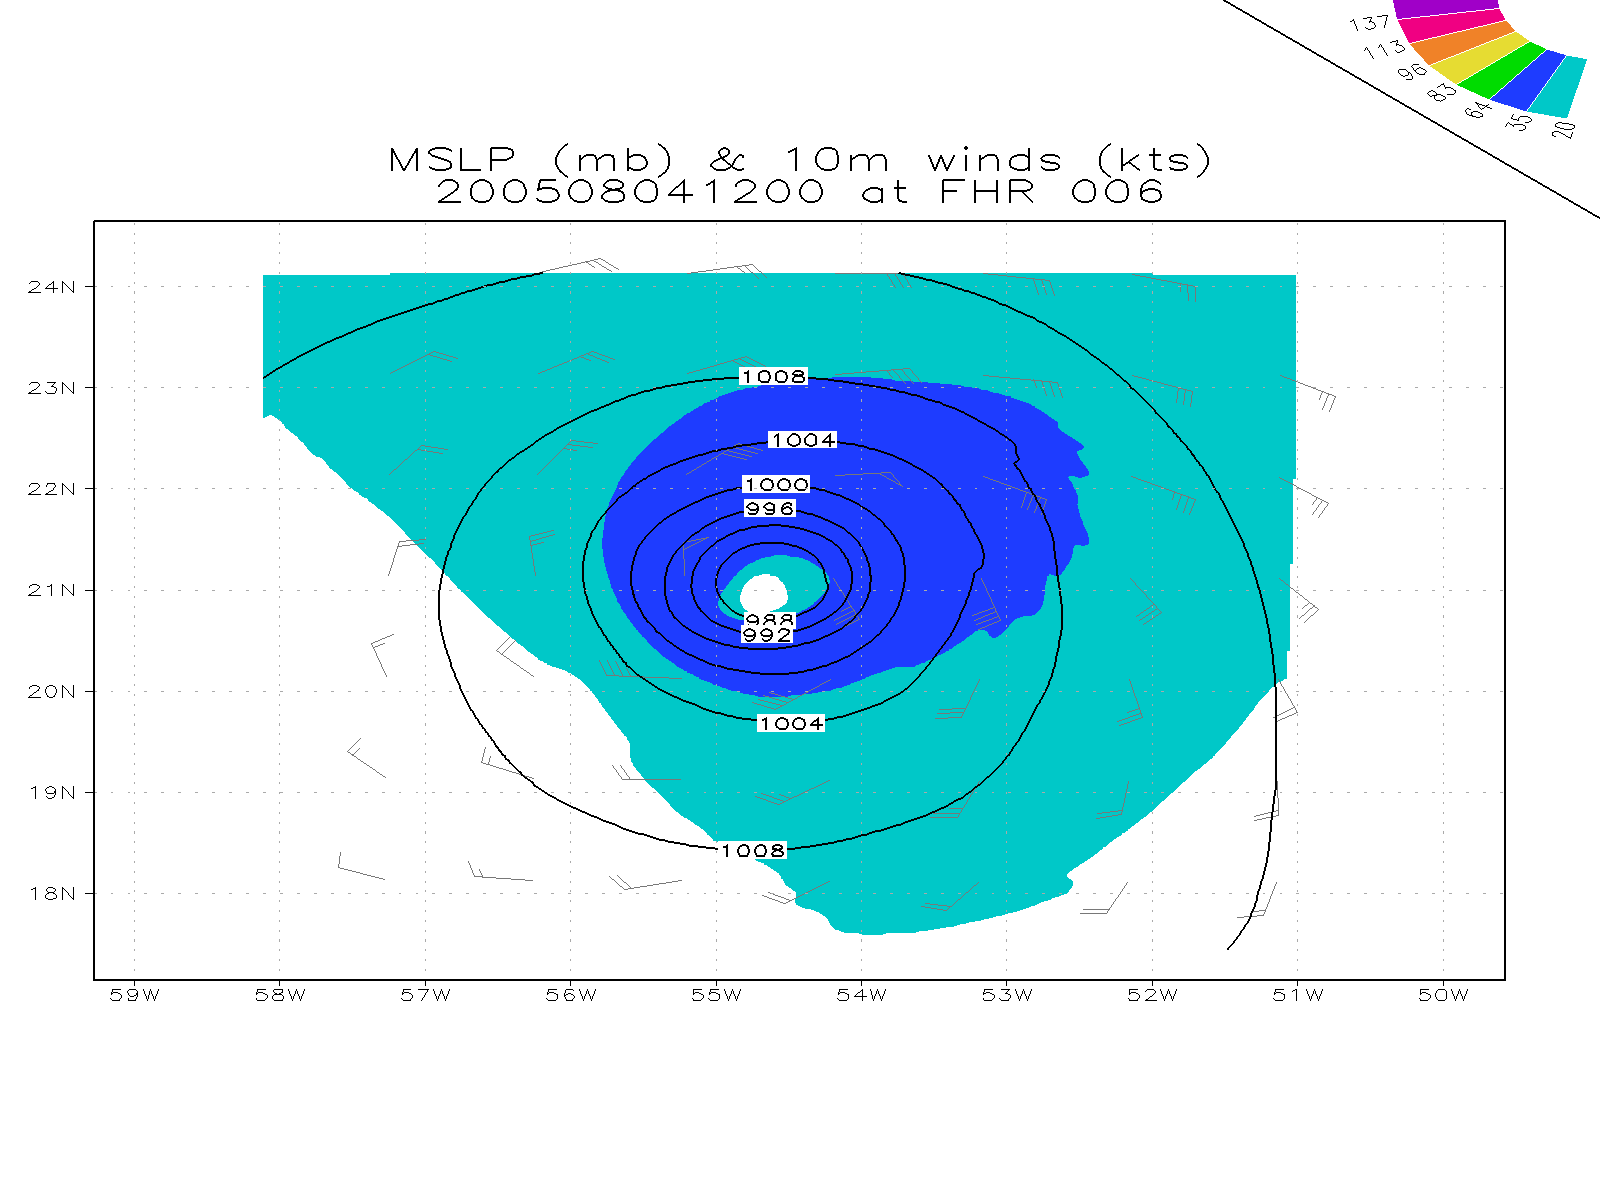 137
113
96
83
64
35
20
MSLP (mb) & 10m winds (kts)
200508041200 at FHR 006
24N
23N
22N
21N
20N
19N
18N
1008
1004
1000
996
988
992
1004
1008
59W 58W 57W 56W 55W 54W 53W 52W 51W 50W